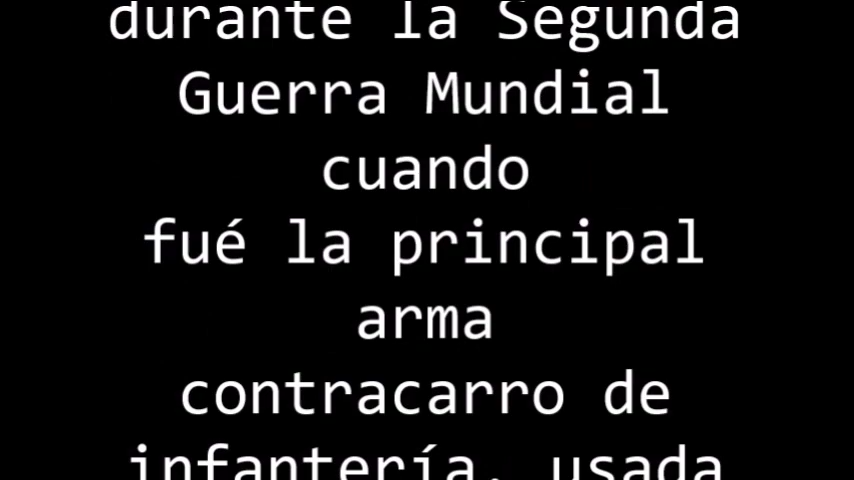 durante la Segunda
Guerra Mundial
cuando
fué la principal
arma
contracarro de
infantería, usada